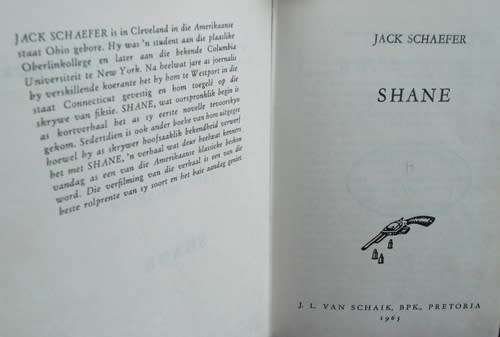 JACK SCHAEFER is in Cleveland in die Amerikaanse
staat Ohio gebore. Hy was 'n student aan die plaaslike
Oberlinkollege en later aan die bekende Columbia
Universiteit te New York. Na heelwat jare as joernalis
by verskillende koerante het hy hom te Westport in die
staat Connecticut gevestig en hom toegelê op die
skrywe van fiksie. SHANE, wat oorspronklik begin is
as kortverhaal het as sy eerste novelle tevoorskyn
gekom. Sedertdien is ook ander boeke van hom uitgegee
hoewel hy as skrywer hoofsaaklik bekendheid verwerf
het met SHANE, 'n verhaal wat deur heelwat kenners
vandag as een van die Amerikaanse klassieke beskou
word. Die verfilming van die verhaal is een van die
beste rolprente van sy soort en het baie aandag geniet
JACK SCHAEFER
SHANE
J. L. VAN SCHAIK, BPK., PRETORIA
1965